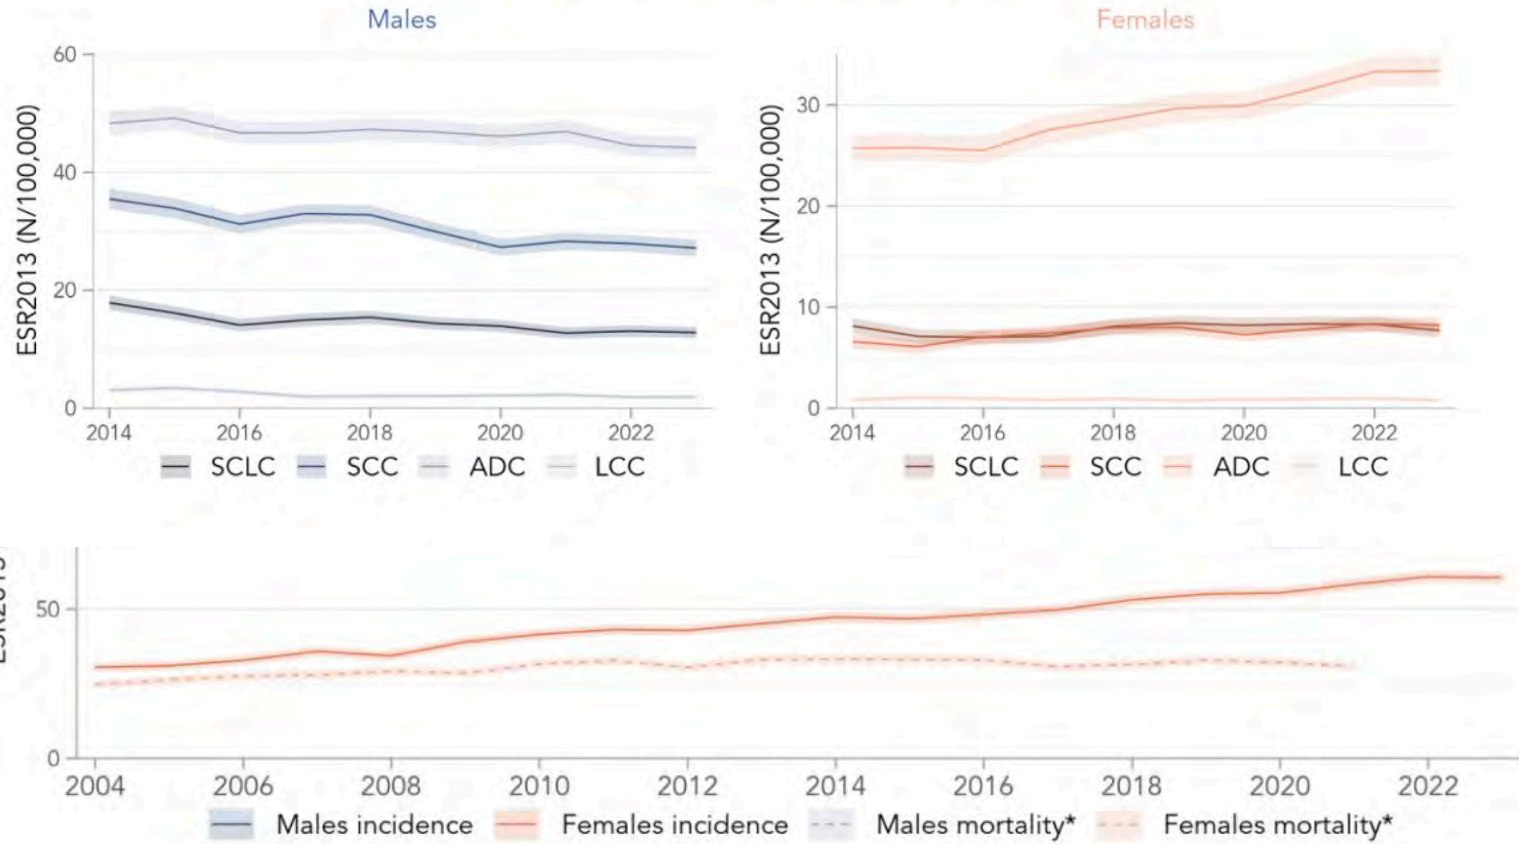 Males
Females
ESR2013 (N/100,000)
60
40
20
0
2014 2016 2018 2020 2022
SCLC SCC ADC LCC
ESR2013 (N/100,000)
30
20
10
0
2014 2016 2018 2020 2022
SCLC SCC ADC LCC
50
0
2004 2006 2008 2010 2012 2014 2016 2018 2020 2022
Males incidence Females incidence Males mortality* Females mortality*